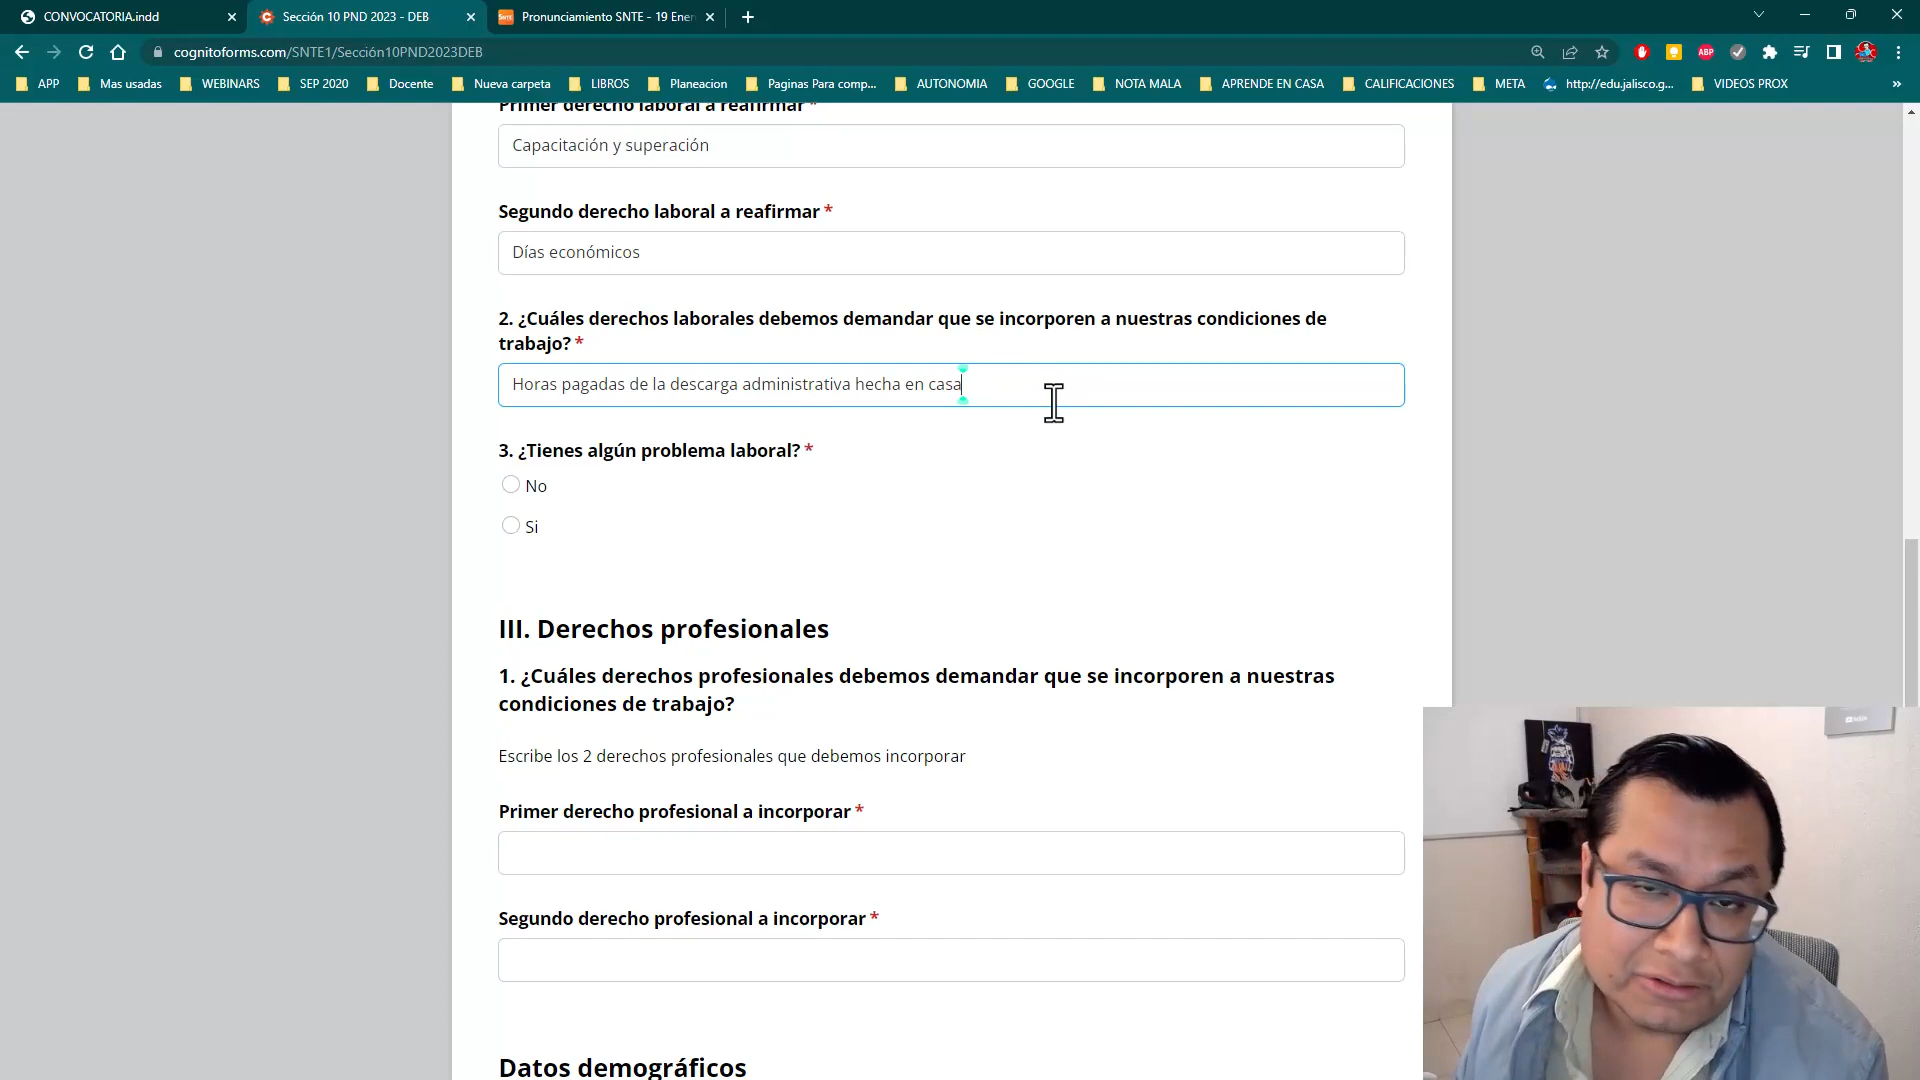 CONVOCATORIA.indd
Sección 10 PND 2023 - DEB
Pronunciamiento SNTE - 19 Ener
cognitoforms.com/SNTE1/Sección10PND2023DEB
APP
Mas usadas
WEBINARS
SEP 2020
Docente
Nueva carpeta
LIBROS
Planeacion
Paginas Para comp...
AUTONOMIA
GOOGLE
NOTA MALA
APRENDE EN CASA
CALIFICACIONES
META
http://edu.jalisco.g...
VIDEOS PROX
Primer derecho laboral a reafirmar *
Capacitación y superación
Segundo derecho laboral a reafirmar *
Días económicos
2. ¿Cuáles derechos laborales debemos demandar que se incorporen a nuestras condiciones de
trabajo? *
Horas pagadas de la descarga administrativa hecha en casa
3. ¿Tienes algún problema laboral? *
No
Si
III. Derechos profesionales
1. ¿Cuáles derechos profesionales debemos demandar que se incorporen a nuestras
condiciones de trabajo?
Escribe los 2 derechos profesionales que debemos incorporar
Primer derecho profesional a incorporar *
Segundo derecho profesional a incorporar *
Datos demográficos